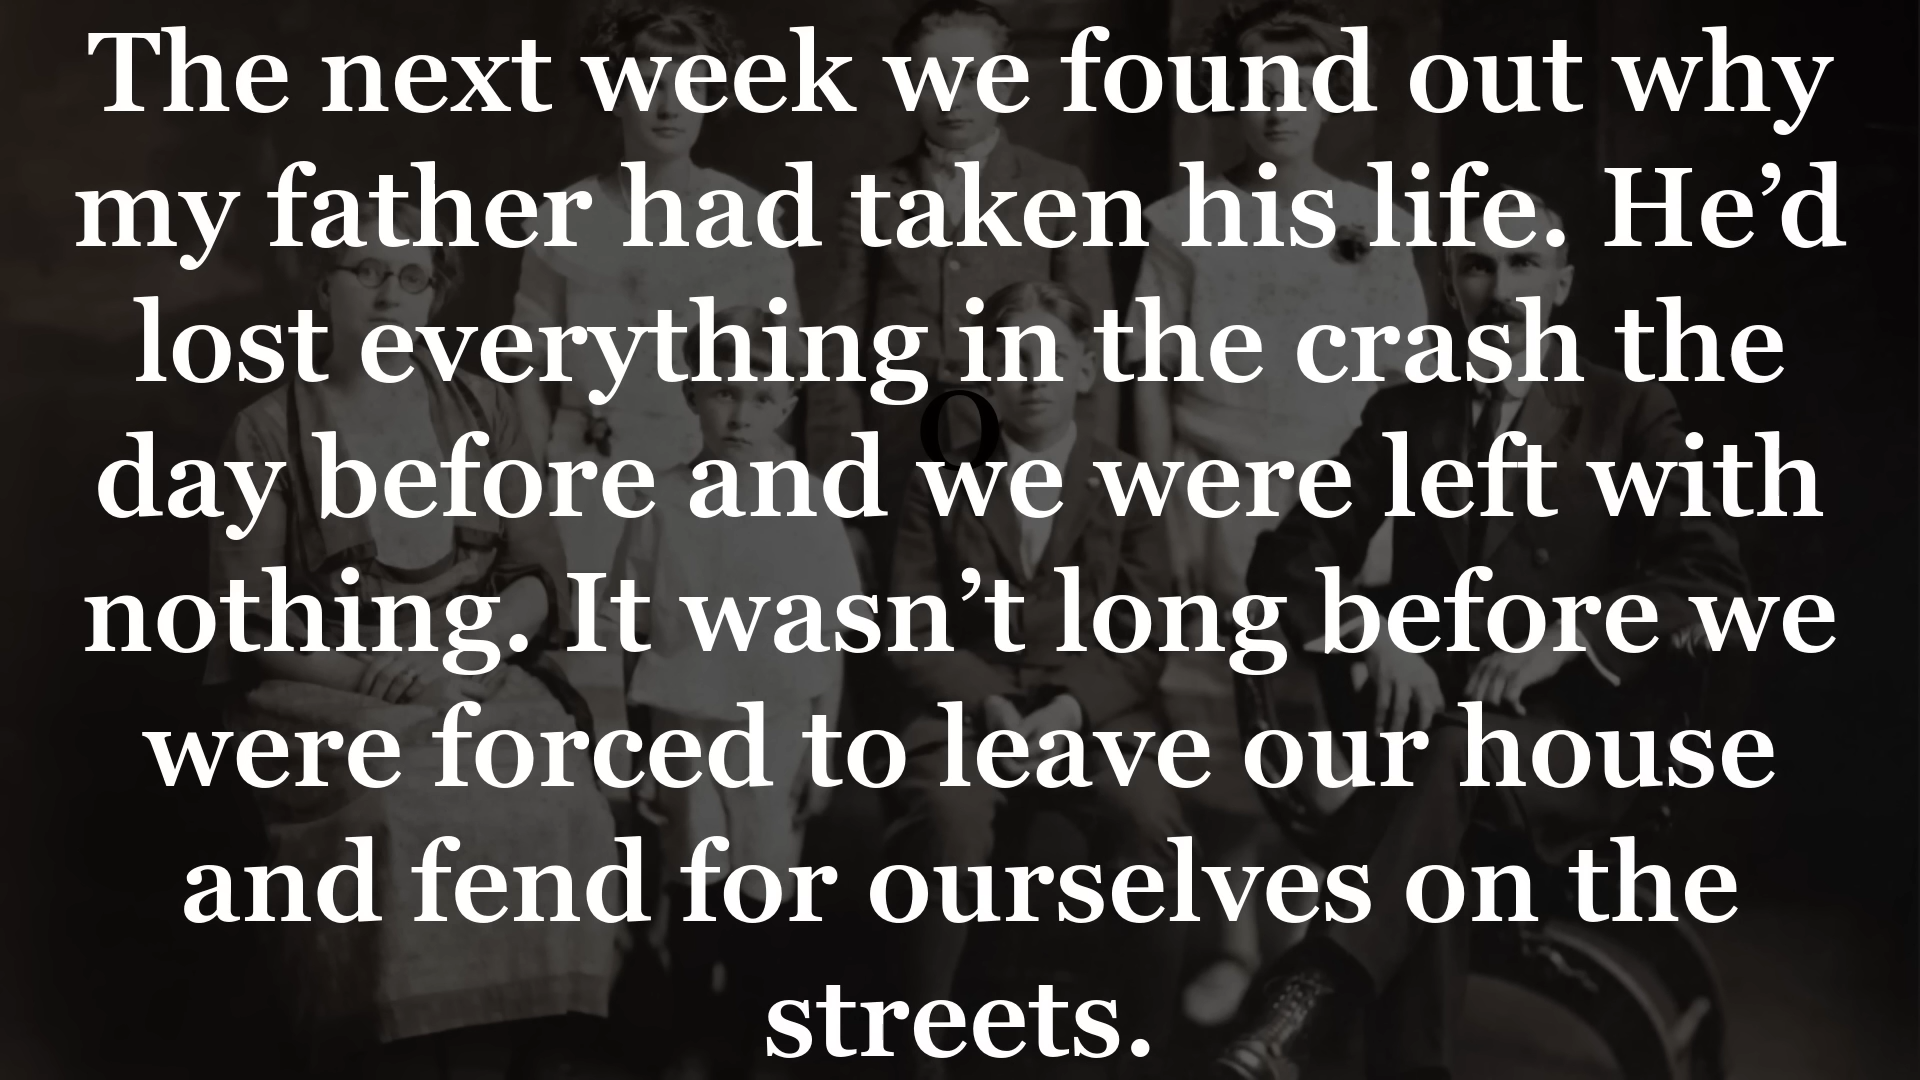 The next week we found out why
my father had taken his life. He’d
lost everything in the crash the
day before and we were left with
nothing. It wasn’t long before we
were forced to leave our house
and fend for ourselves on the
streets.
o